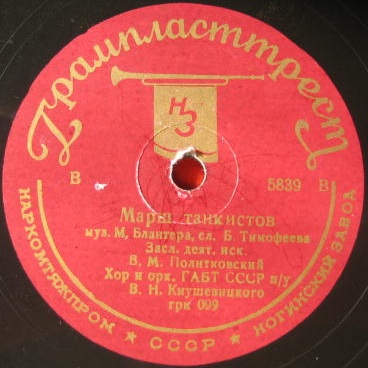 Грампласттрест
НЗ
В 5839 В
Марш танкистов
муз. М. Блантера, сл. Б. Тимофеева
Засл. деят. иск.
В. М. Политковский
Хор и орк. ГАБТ СССР п/у
В. Н. Кнушевицкого
грк 099
НАРКОМТЯЖПРОМ ★ СССР ★ НОГИНСКИЙ ЗАВОД